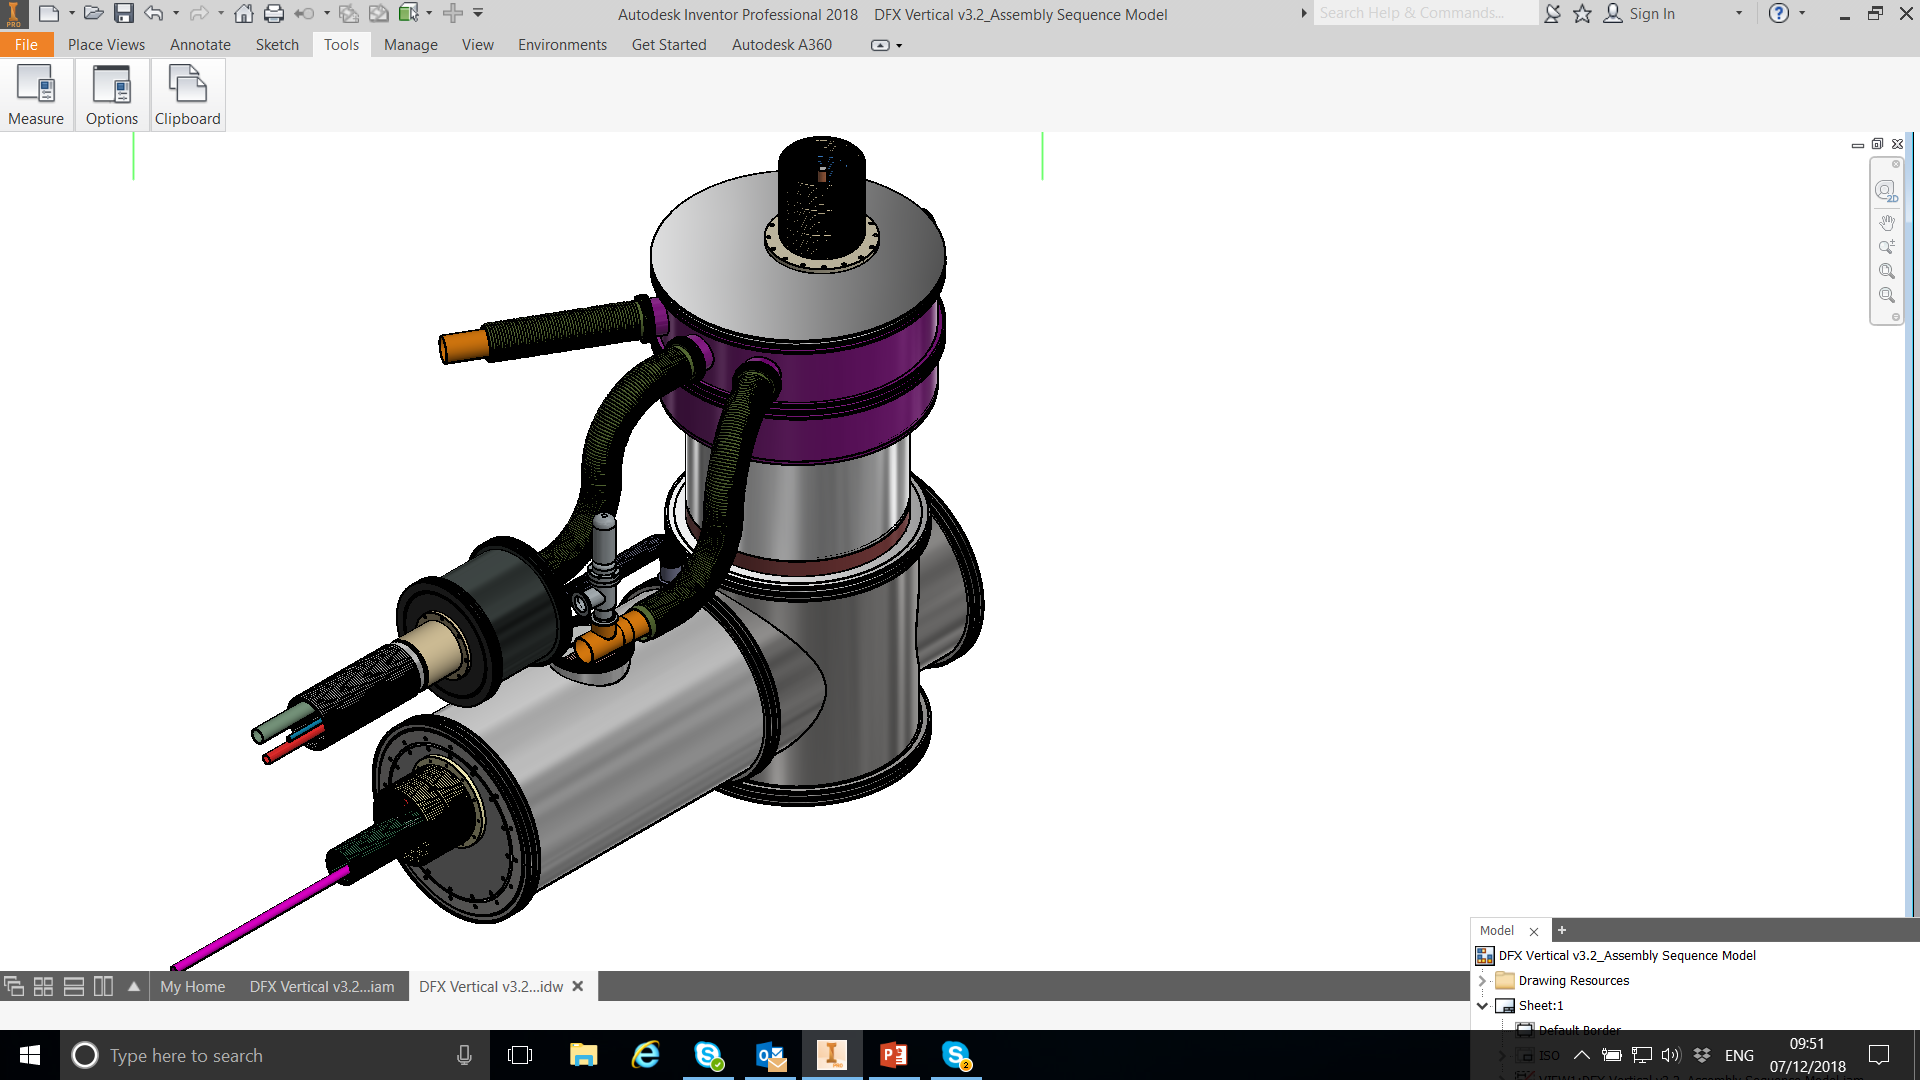 PRO
Autodesk Inventor Professional 2018 DFX Vertical v3.2_Assembly Sequence Model
Search Help & Commands...
Sign In
File
Place Views
Annotate
Sketch
Tools
Manage
View
Environments
Get Started
Autodesk A360
Measure
Options
Clipboard
2D
Model
DFX Vertical v3.2_Assembly Sequence Model
Drawing Resources
Sheet:1
Default Border
ISO
My Home
DFX Vertical v3.2...iam
DFX Vertical v3.2...idw
Type here to search
ENG
09:51
07/12/2018